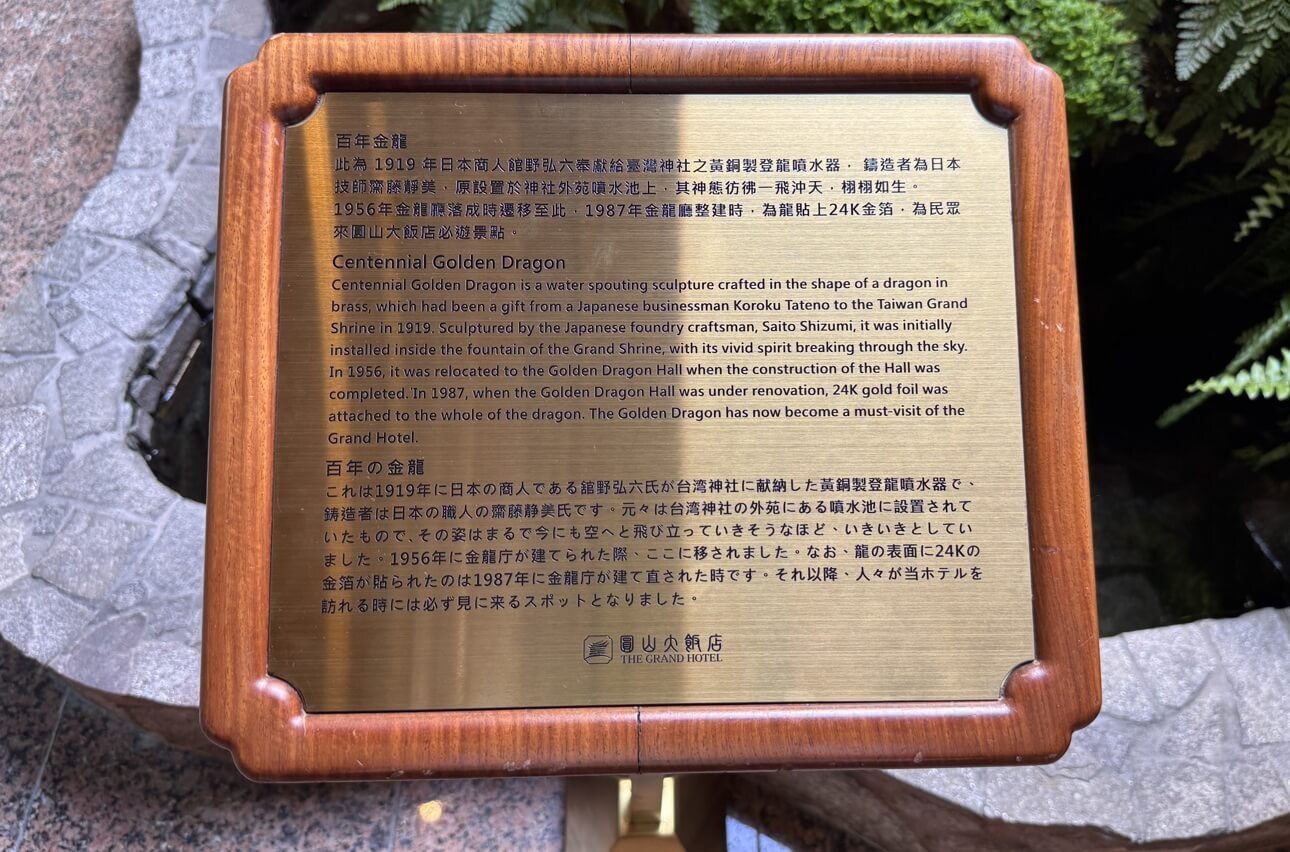 百年金龍
此為 1919 年日本商人館野弘六奉獻給臺灣神社之黃銅製登龍噴水器， 鑄造者為日本
技師齋藤靜美，原設置於神社外苑噴水池上，其神態彷彿一飛沖天，栩栩如生。
1956年金龍廳落成時遷移至此，1987年金龍廳整建時，為龍貼上24K金箔，為民眾
來圓山大飯店必遊景點。
Centennial Golden Dragon
Centennial Golden Dragon is a water spouting sculpture crafted in the shape of a dragon in
brass, which had been a gift from a Japanese businessman Koroku Tateno to the Taiwan Grand
Shrine in 1919. Sculptured by the Japanese foundry craftsman, Saito Shizumi, it was initially
installed inside the fountain of the Grand Shrine, with its vivid spirit breaking through the sky.
In 1956, it was relocated to the Golden Dragon Hall when the construction of the Hall was
completed. In 1987, when the Golden Dragon Hall was under renovation, 24K gold foil was
attached to the whole of the dragon. The Golden Dragon has now become a must-visit of the
Grand Hotel.
百年の金龍
これは1919年に日本の商人である舘野弘六氏が台湾神社に献納した黃銅製登龍噴水器で、
鋳造者は日本の職人の齋藤静美氏です。元々は台湾神社の外苑にある噴水池に設置されて
いたもので、その姿はまるで今にも空へと飛び立っていきそうなほど、いきいきとしてい
ました。1956年に金龍庁が建てられた際、ここに移されました。なお、龍の表面に24Kの
金箔が貼られたのは1987年に金龍庁が建て直された時です。それ以降、人々が当ホテルを
訪れる時には必ず見に来るスポットとなりました。
圓山大飯店
THE GRAND HOTEL